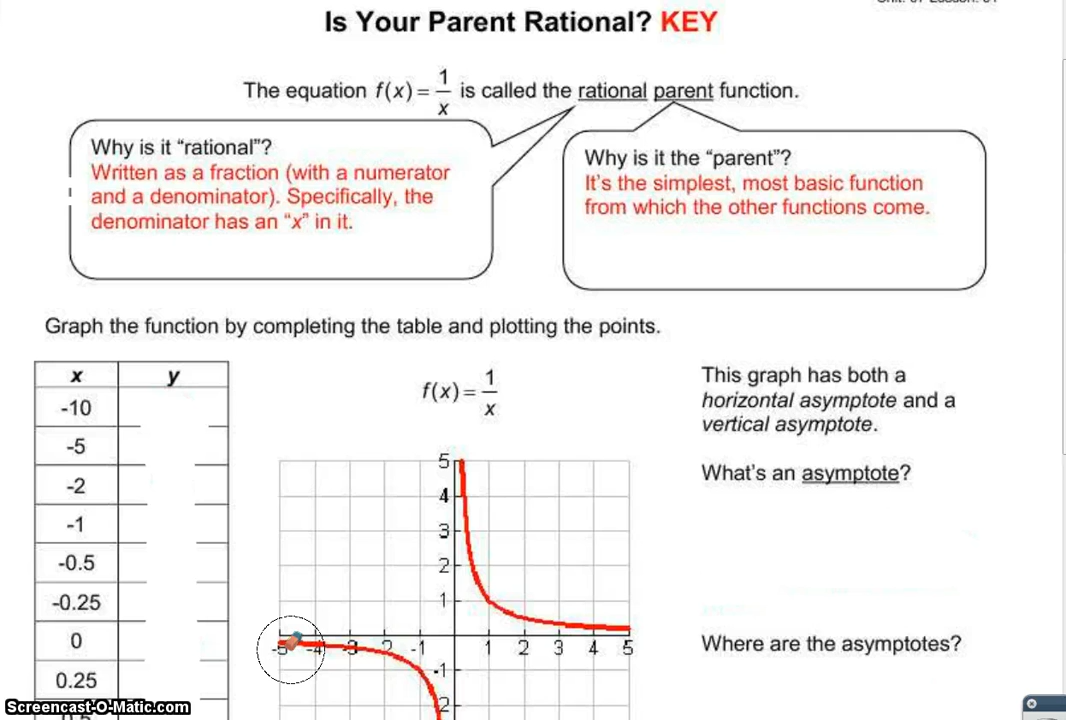 Is Your Parent Rational? KEY
The equation f(x) = 1/x is called the rational parent function.
Why is it “rational”?
Written as a fraction (with a numerator
and a denominator). Specifically, the
denominator has an “x” in it.
Why is it the “parent”?
It’s the simplest, most basic function
from which the other functions come.
Graph the function by completing the table and plotting the points.
x y
-10
-5
-2
-1
-0.5
-0.25
0
0.25
f(x) = 1/x
5
4
3
2
1
-5 -4 -3 -2 -1 1 2 3 4 5
-1
This graph has both a
horizontal asymptote and a
vertical asymptote.
What’s an asymptote?
Where are the asymptotes?
Screencast-O-Matic.com